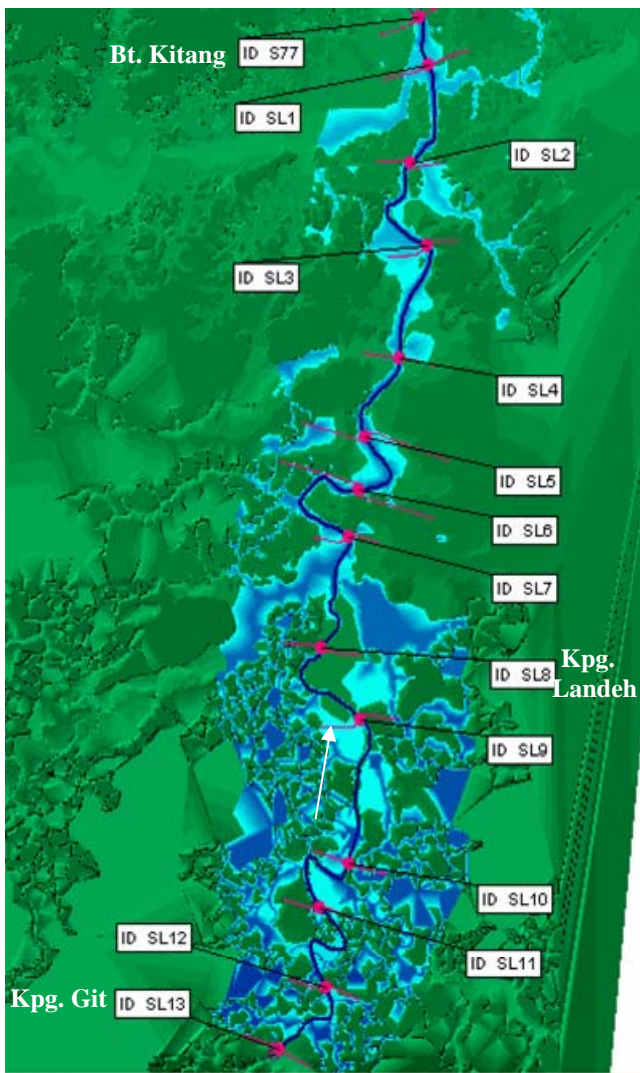 Bt. Kitang
ID S77
ID SL1
ID SL2
ID SL3
ID SL4
ID SL5
ID SL6
ID SL7
ID SL8
Kpg.
Landeh
ID SL9
ID SL10
ID SL12
ID SL11
Kpg. Git
ID SL13